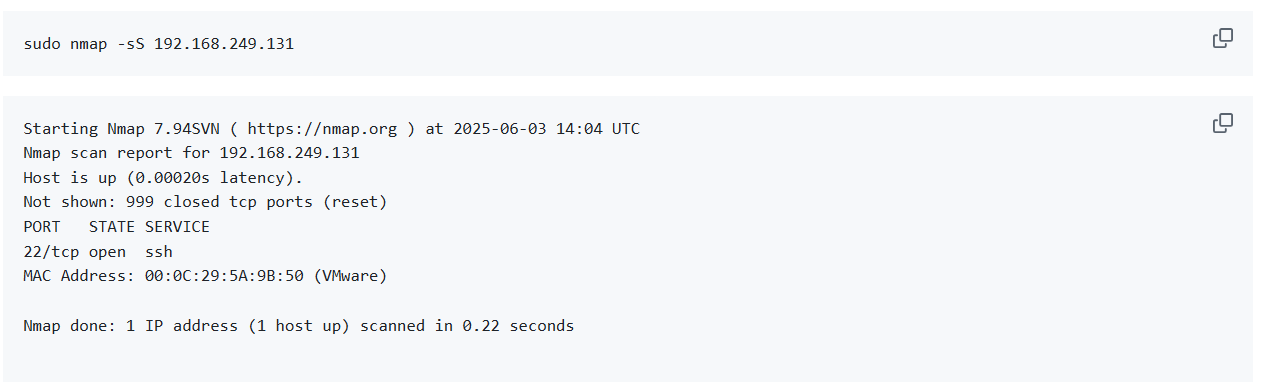 sudo nmap -sS 192.168.249.131
Starting Nmap 7.94SVN ( https://nmap.org ) at 2025-06-03 14:04 UTC
Nmap scan report for 192.168.249.131
Host is up (0.00020s latency).
Not shown: 999 closed tcp ports (reset)
PORT   STATE SERVICE
22/tcp open  ssh
MAC Address: 00:0C:29:5A:9B:50 (VMware)
Nmap done: 1 IP address (1 host up) scanned in 0.22 seconds